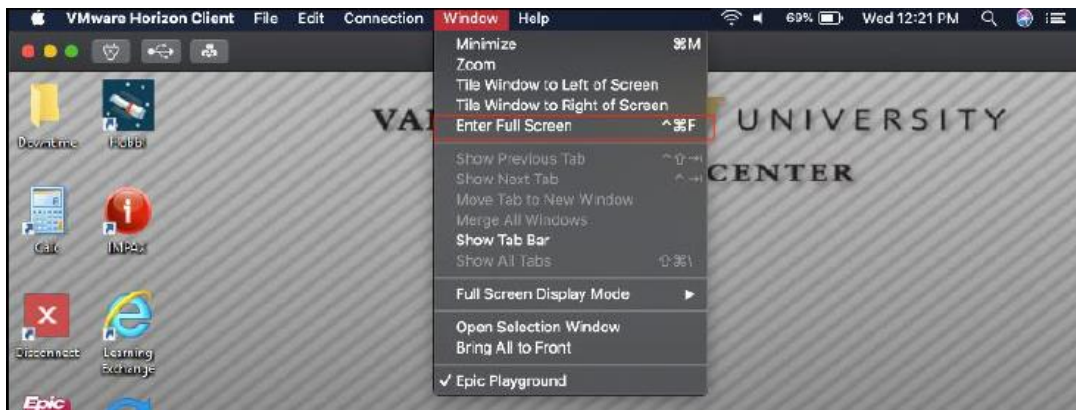 VMware Horizon Client File Edit Connection Window Help 69% Wed 12:21 PM
Minimize ⌘M
Zoom
Tile Window to Left of Screen
Tile Window to Right of Screen
Enter Full Screen ^⌘F
Show Previous Tab ^⇧⇥
Show Next Tab ^⇥
Move Tab to New Window
Merge All Windows
Show Tab Bar
Show All Tabs ⇧⌘\
Full Screen Display Mode
Open Selection Window
Bring All to Front
✓ Epic Playground
VA UNIVERSITY
CENTER
Downtime
Calc IMPAX
Disconnect Learning
Exchange
Epic